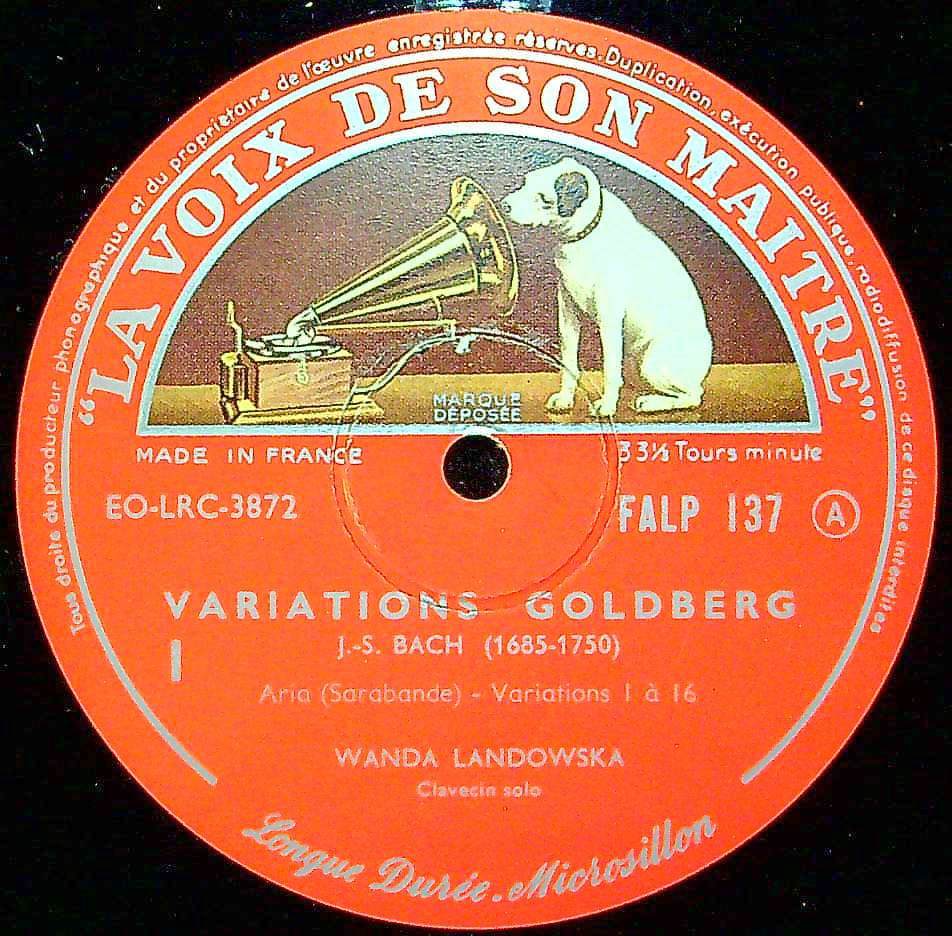 Tous droits du producteur phonographique et du propriétaire de l'œuvre enregistrée réservés. Duplication, exécution publique, radiodiffusion de ce disque interdites
"LA VOIX DE SON MAITRE"
MARQUE
DÉPOSÉE
MADE IN FRANCE
33⅓ Tours minute
EO-LRC-3872
FALP 137 A
VARIATIONS GOLDBERG
I
J.-S. BACH (1685-1750)
Aria (Sarabande) - Variations 1 à 16
WANDA LANDOWSKA
Clavecin solo
Longue Durée. Microsillon